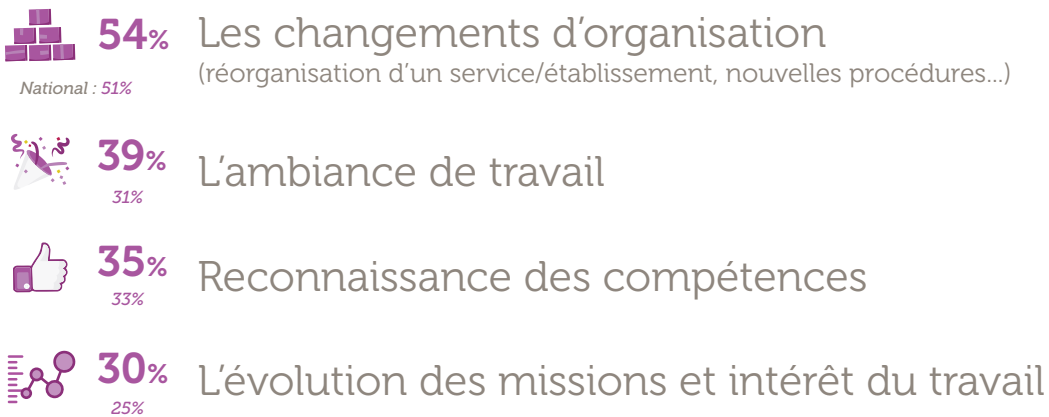 54% Les changements d’organisation
(réorganisation d’un service/établissement, nouvelles procédures...)
National : 51%
39% L’ambiance de travail
31%
35% Reconnaissance des compétences
33%
30% L’évolution des missions et intérêt du travail
25%